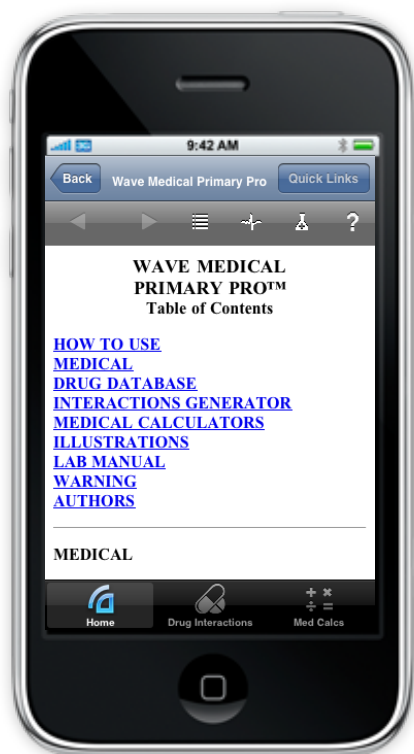 3G
9:42 AM
Back
Wave Medical Primary Pro
Quick Links
?
WAVE MEDICAL
PRIMARY PRO™
Table of Contents
HOW TO USE
MEDICAL
DRUG DATABASE
INTERACTIONS GENERATOR
MEDICAL CALCULATORS
ILLUSTRATIONS
LAB MANUAL
WARNING
AUTHORS
MEDICAL
Home
Drug Interactions
Med Calcs